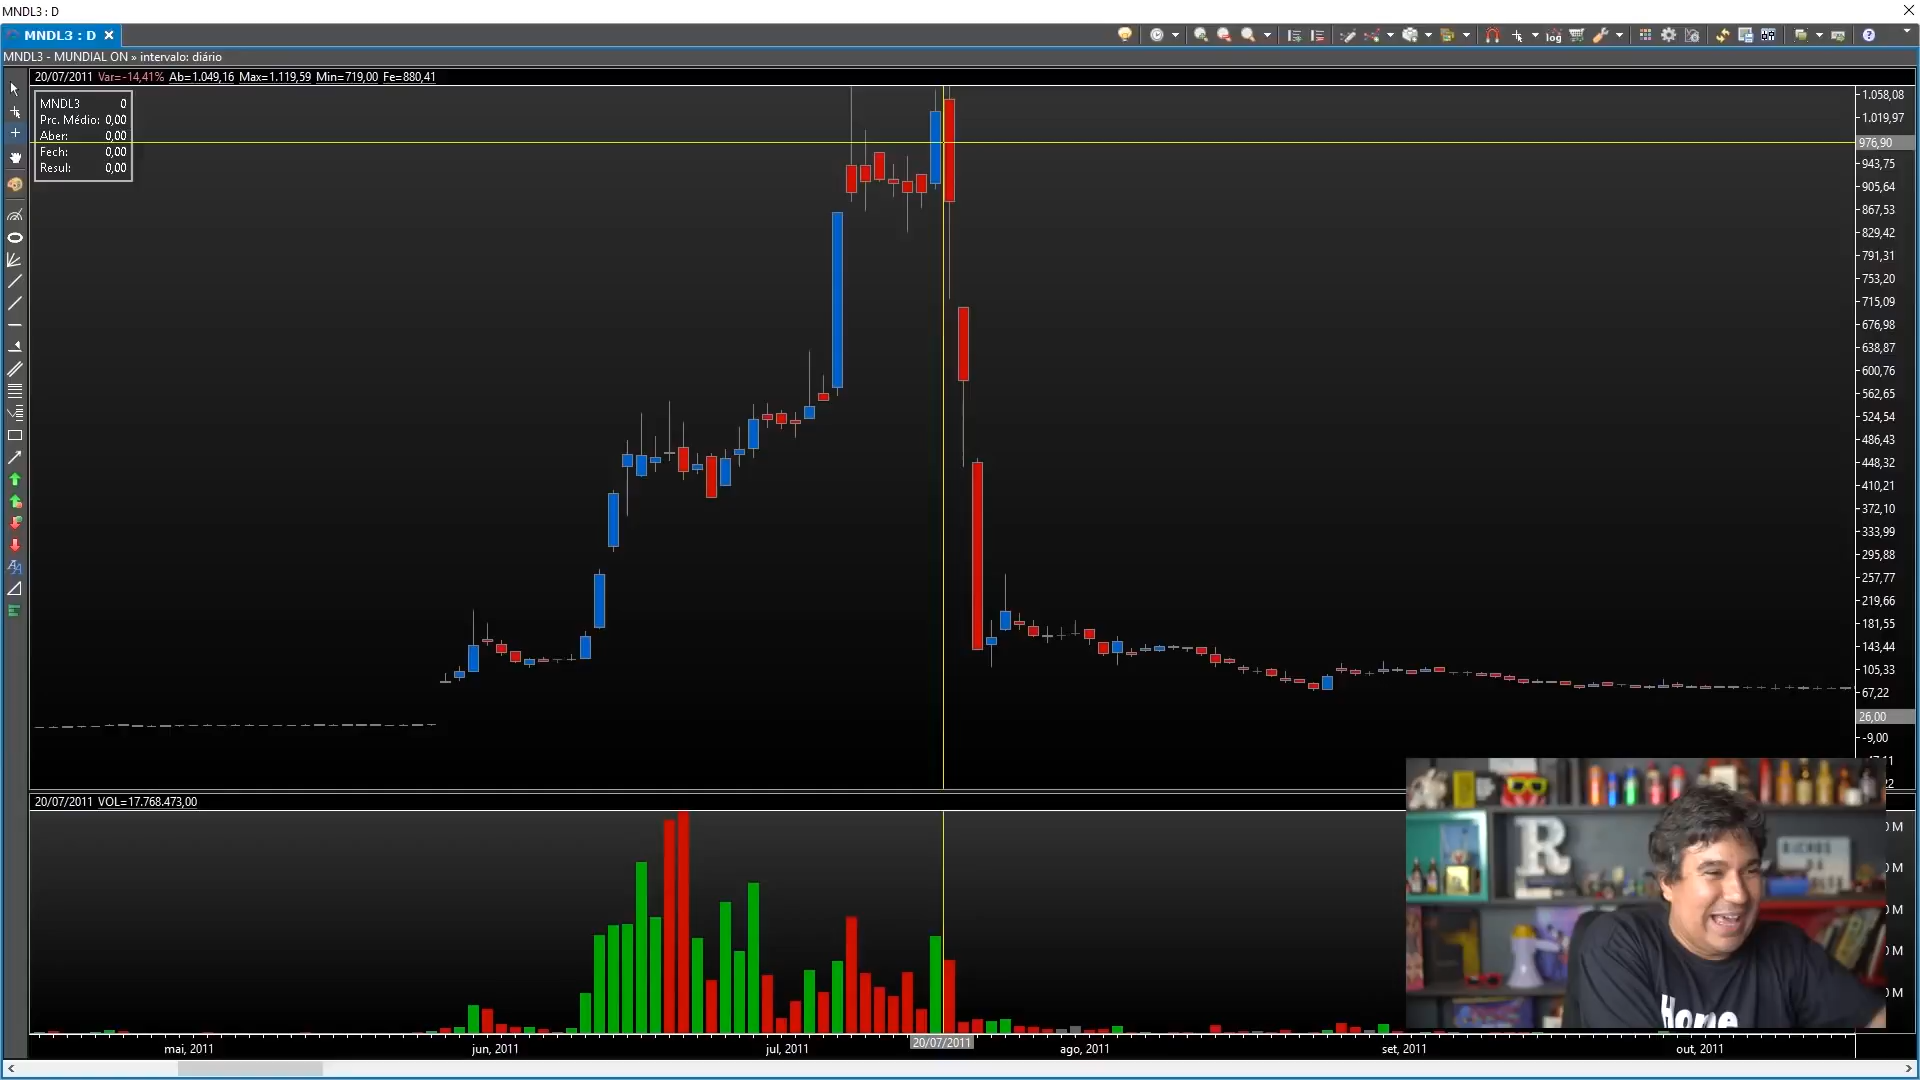 MNDL3 : D
MNDL3 : D
log
MNDL3 - MUNDIAL ON » intervalo: diário
20/07/2011 Var=-14,41% Ab=1.049,16 Max=1.119,59 Min=719,00 Fe=880,41
MNDL3 0
Prc. Médio: 0,00
Aber: 0,00
Fech: 0,00
Resul: 0,00
1.058,08
1.019,97
976,90
943,75
905,64
867,53
829,42
791,31
753,20
715,09
676,98
638,87
600,76
562,65
524,54
486,43
448,32
410,21
372,10
333,99
295,88
257,77
219,66
181,55
143,44
105,33
67,22
26,00
-9,00
20/07/2011 VOL=17.768.473,00
R
Home
mai, 2011
jun, 2011
jul, 2011
20/07/2011
ago, 2011
set, 2011
out, 2011